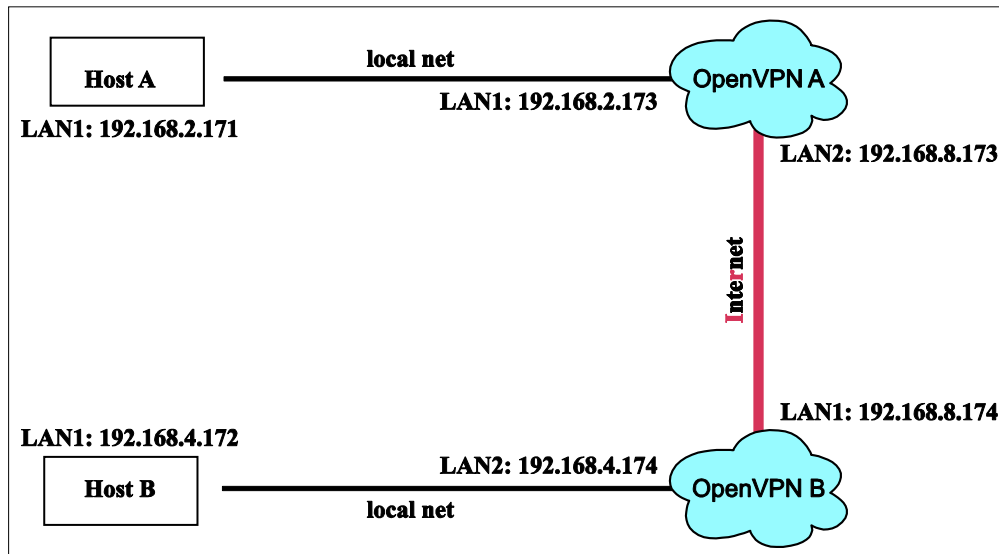 local net
Host A
OpenVPN A
LAN1: 192.168.2.173
LAN1: 192.168.2.171
LAN2: 192.168.8.173
Internet
LAN1: 192.168.8.174
LAN1: 192.168.4.172
LAN2: 192.168.4.174
Host B
OpenVPN B
local net